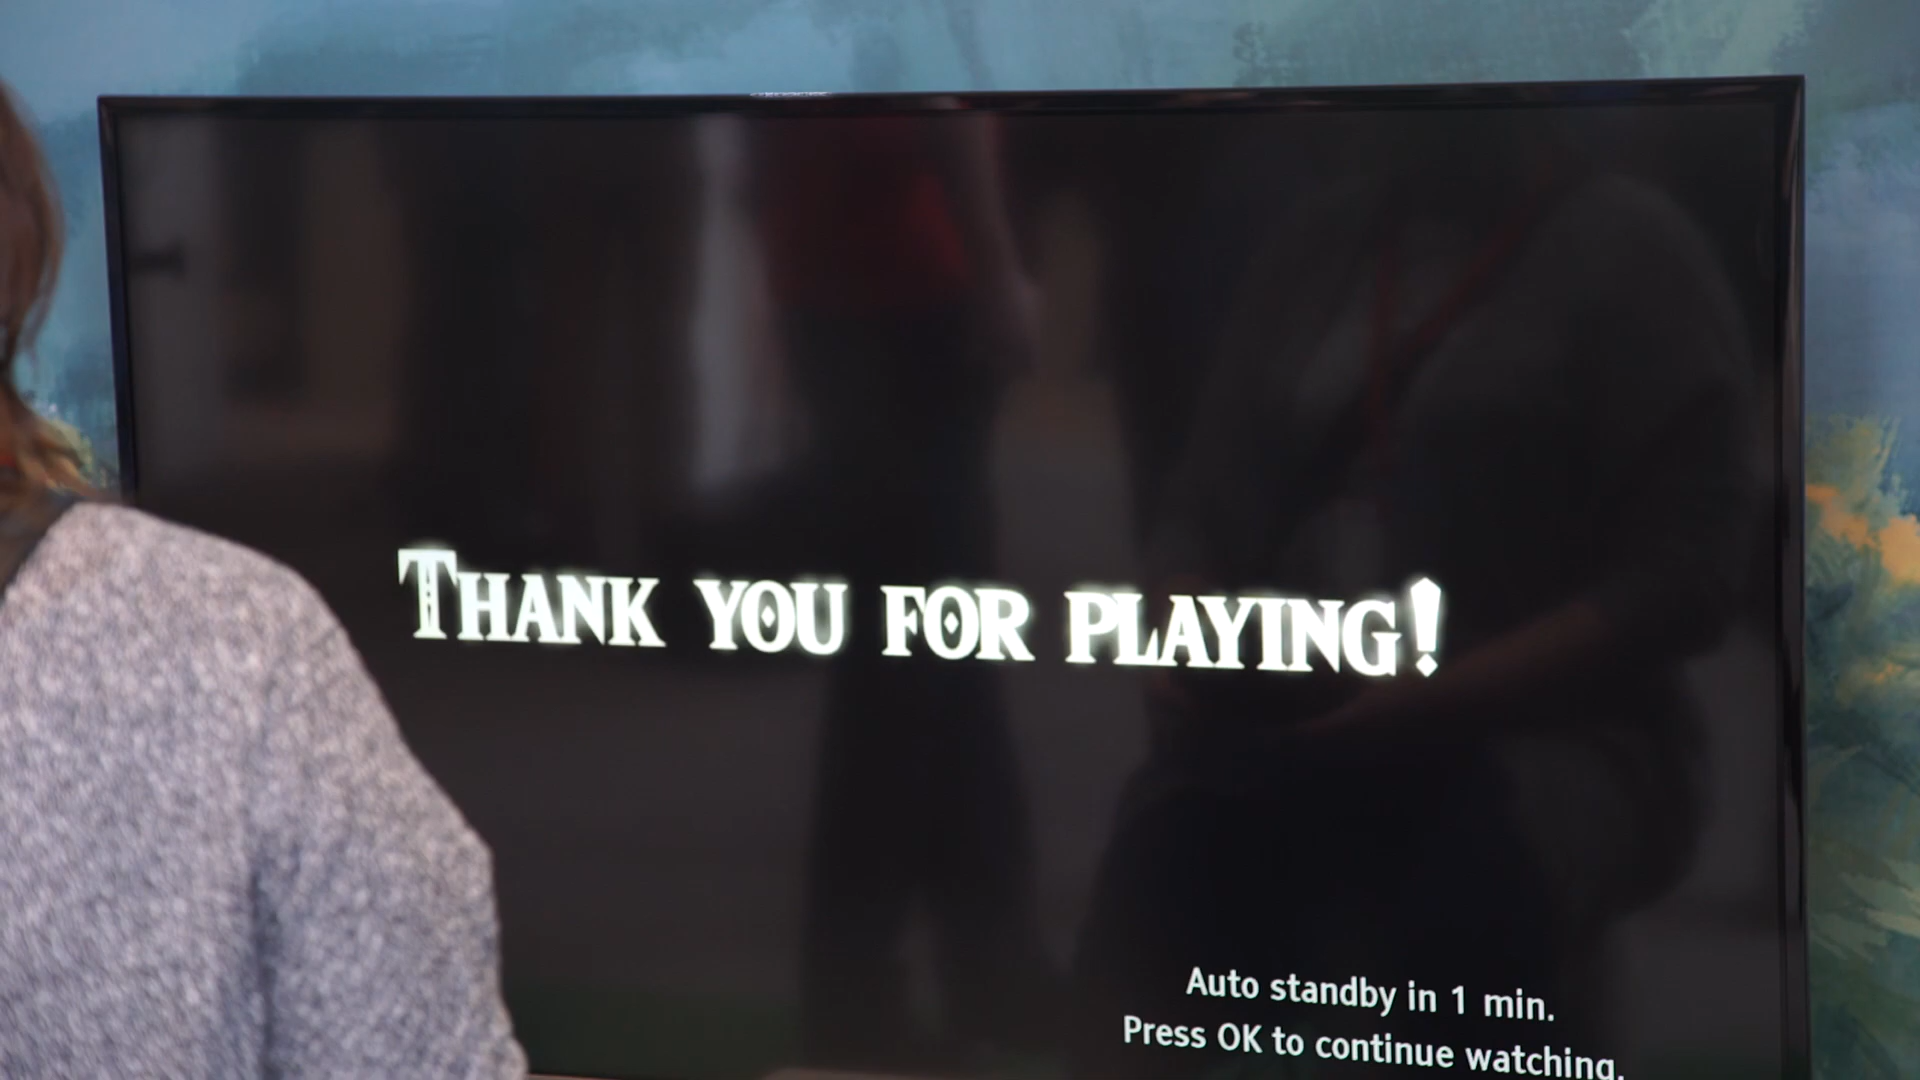 Thank you for playing!
Auto standby in 1 min.
Press OK to continue watching.